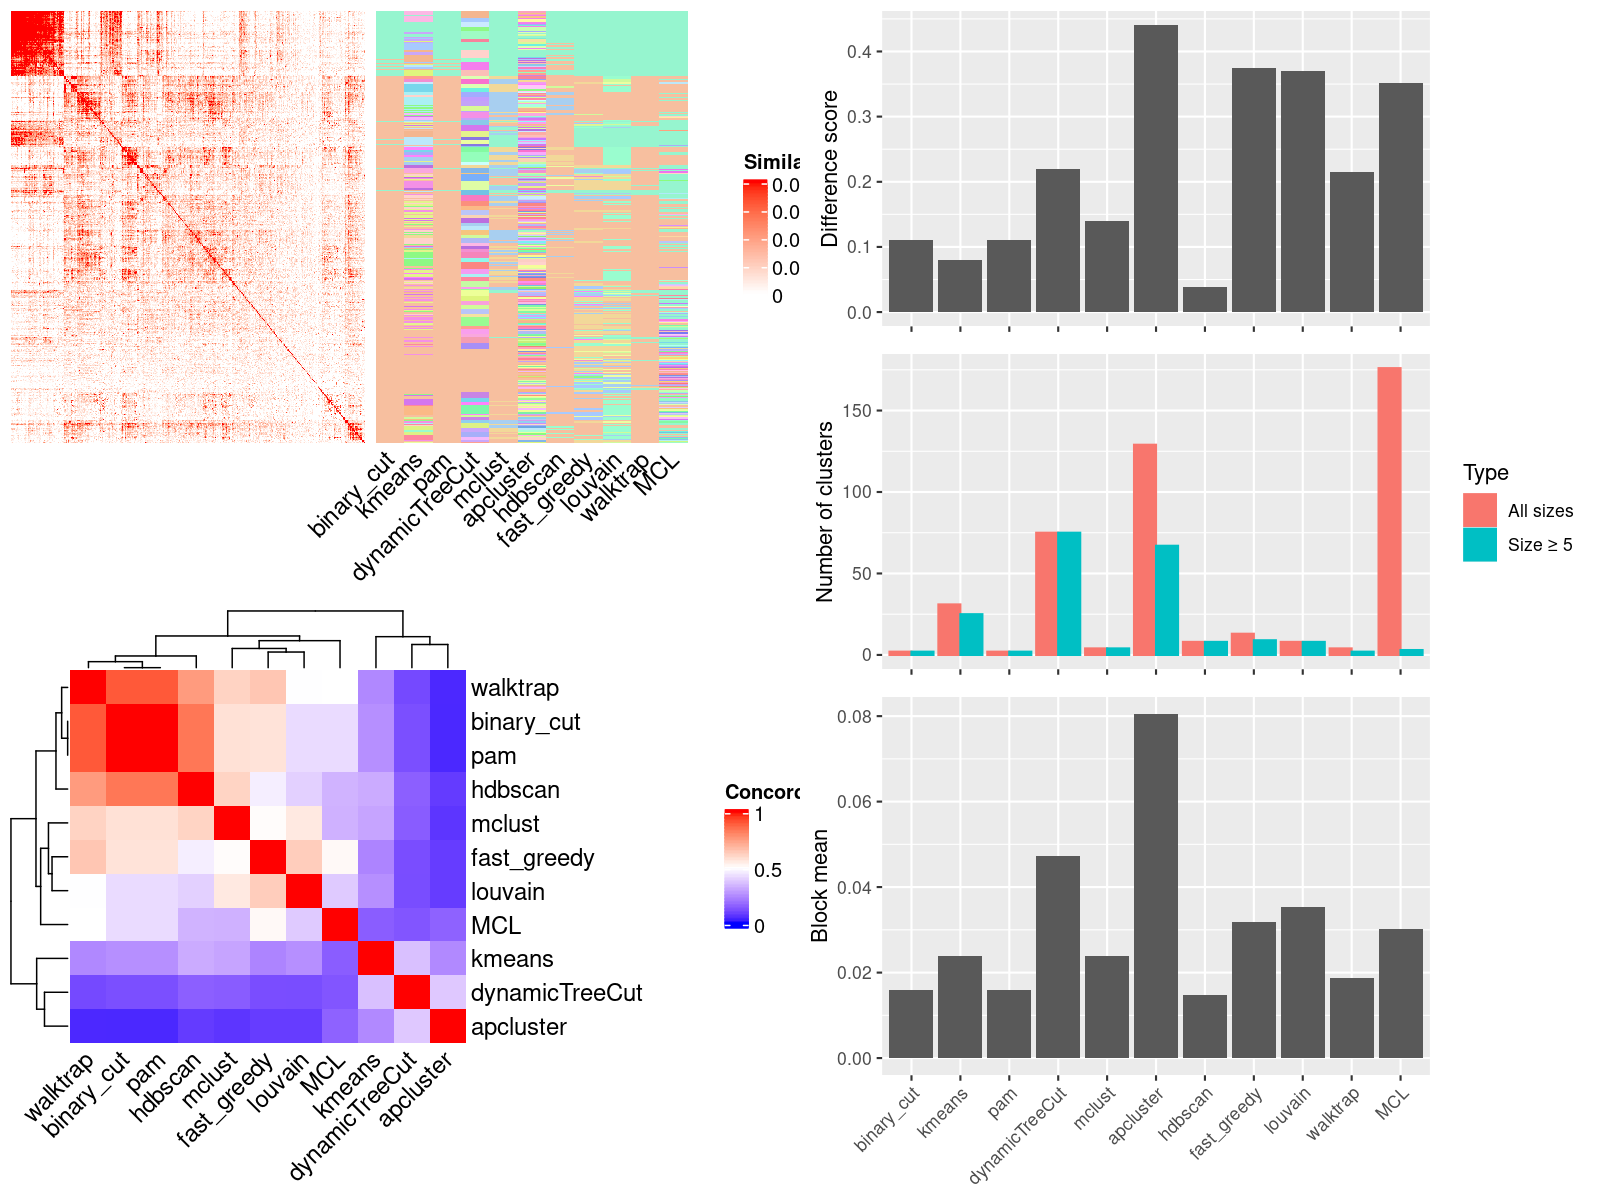 Simila
0.0
0.0
0.0
0.0
0
binary_cut
kmeans
pam
dynamicTreeCut
mclust
apcluster
hdbscan
fast_greedy
louvain
walktrap
MCL
walktrap
binary_cut
pam
hdbscan
mclust
fast_greedy
louvain
MCL
kmeans
dynamicTreeCut
apcluster
Concord
1
0.5
0
walktrap
binary_cut
pam
hdbscan
mclust
fast_greedy
louvain
MCL
kmeans
dynamicTreeCut
apcluster
Difference score
0.4
0.3
0.2
0.1
0.0
Number of clusters
150
100
50
0
Type
All sizes
Size ≥ 5
Block mean
0.08
0.06
0.04
0.02
0.00
binary_cut
kmeans
pam
dynamicTreeCut
mclust
apcluster
hdbscan
fast_greedy
louvain
walktrap
MCL